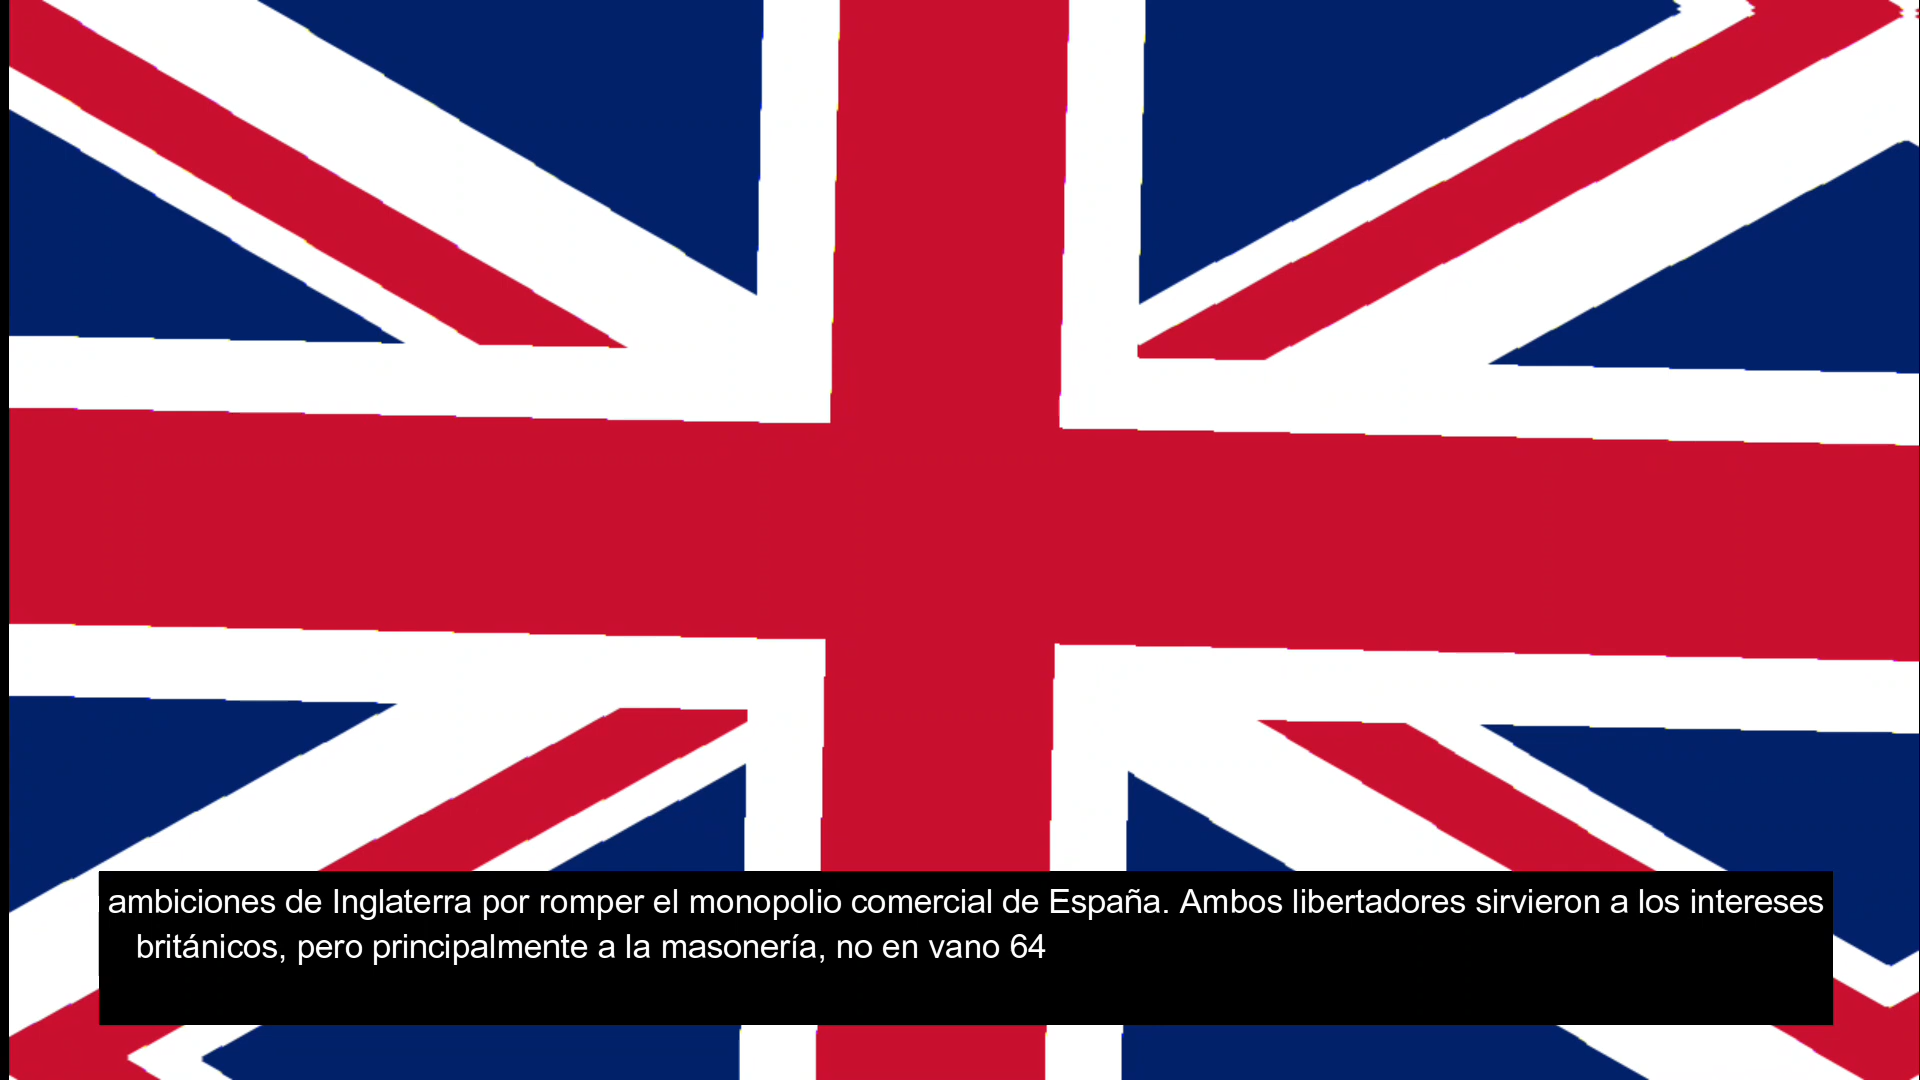 ambiciones de Inglaterra por romper el monopolio comercial de España. Ambos libertadores sirvieron a los intereses
británicos, pero principalmente a la masonería, no en vano 64